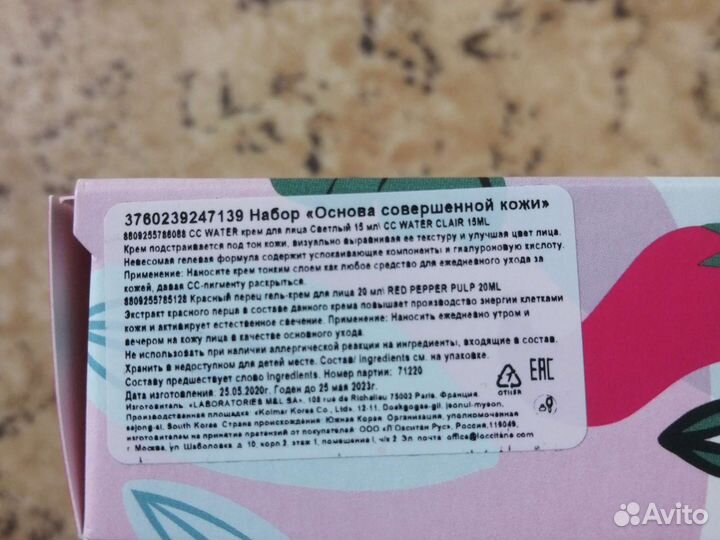 3760239247139 Набор «Основа совершенной кожи»
8809255786088 CC WATER крем для лица Светлый 15 мл\ CC WATER CLAIR 15ML
Крем подстраивается под тон кожи, визуально выравнивая ее текстуру и улучшая цвет лица.
Невесомая гелевая формула содержит успокаивающие компоненты и гиалуроновую кислоту.
Применение: Наносите крем тонким слоем как любое средство для ежедневного ухода за
кожей, давая СС-пигменту раскрыться.
8809255785128 Красный перец гель-крем для лица 20 мл\ RED PEPPER PULP 20ML
Экстракт красного перца в составе данного крема повышает производство энергии клетками
кожи и активирует естественное свечение. Применение: Наносить ежедневно утром и
вечером на кожу лица в качестве основного ухода.
Не использовать при наличии аллергической реакции на ингредиенты, входящие в состав.
Хранить в недоступном для детей месте. Состав/ ingredients см. на упаковке.
Составу предшествует слово ingredients. Номер партии: 71220
Дата изготовления: 25.05.2020г. Годен до 25 мая 2023г.
Изготовитель «LABORATORIES M&L SA», 108 rue de Richelieu 75002 Paris, Франция.
Производственная площадка «Kolmar Korea Co., Ltd. 12-11, Deokgogae-gil, jeonui-myeon,
sejong-si, South Korea Страна происхождения Южная Корея Организация, уполномоченная
на принятие претензий от покупателей ООО «Л'Окситан Рус», Россия, 119049,
г Москва, ул Шаболовка д. 10 корп 2 этаж 1, помещение I, ч/з 2 Эл. почта office@loccitane.com
OTHER
EAC
Avito